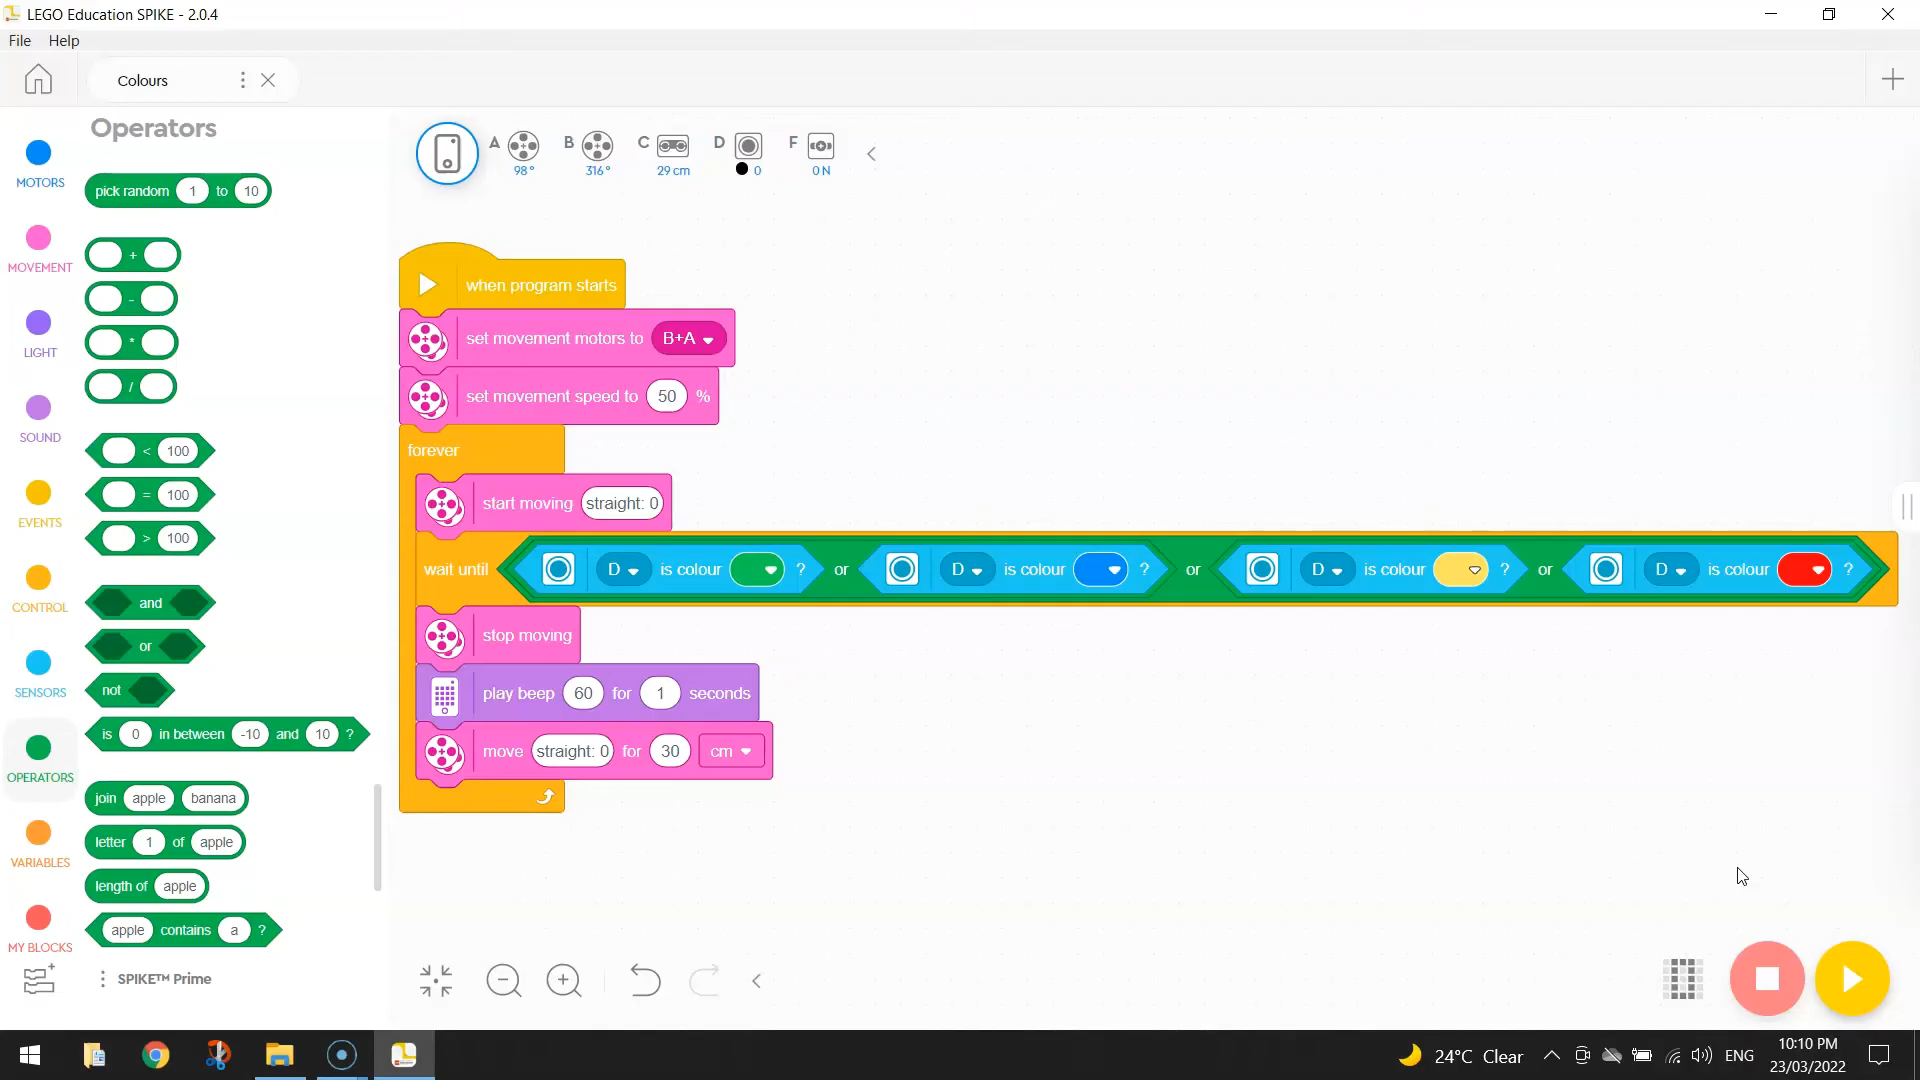 LEGO Education SPIKE - 2.0.4
File Help
Colours
Operators
MOTORS
MOVEMENT
LIGHT
SOUND
EVENTS
CONTROL
SENSORS
OPERATORS
VARIABLES
MY BLOCKS
pick random 1 to 10
+
-
*
/
< 100
= 100
> 100
and
or
not
is 0 in between -10 and 10 ?
join apple banana
letter 1 of apple
length of apple
apple contains a ?
SPIKE™ Prime
A 98° B 316° C 29 cm D 0 F 0 N
when program starts
set movement motors to B+A
set movement speed to 50 %
forever
start moving straight: 0
wait until D is colour ? or D is colour ? or D is colour ? or D is colour ?
stop moving
play beep 60 for 1 seconds
move straight: 0 for 30 cm
24°C Clear ENG 10:10 PM
23/03/2022